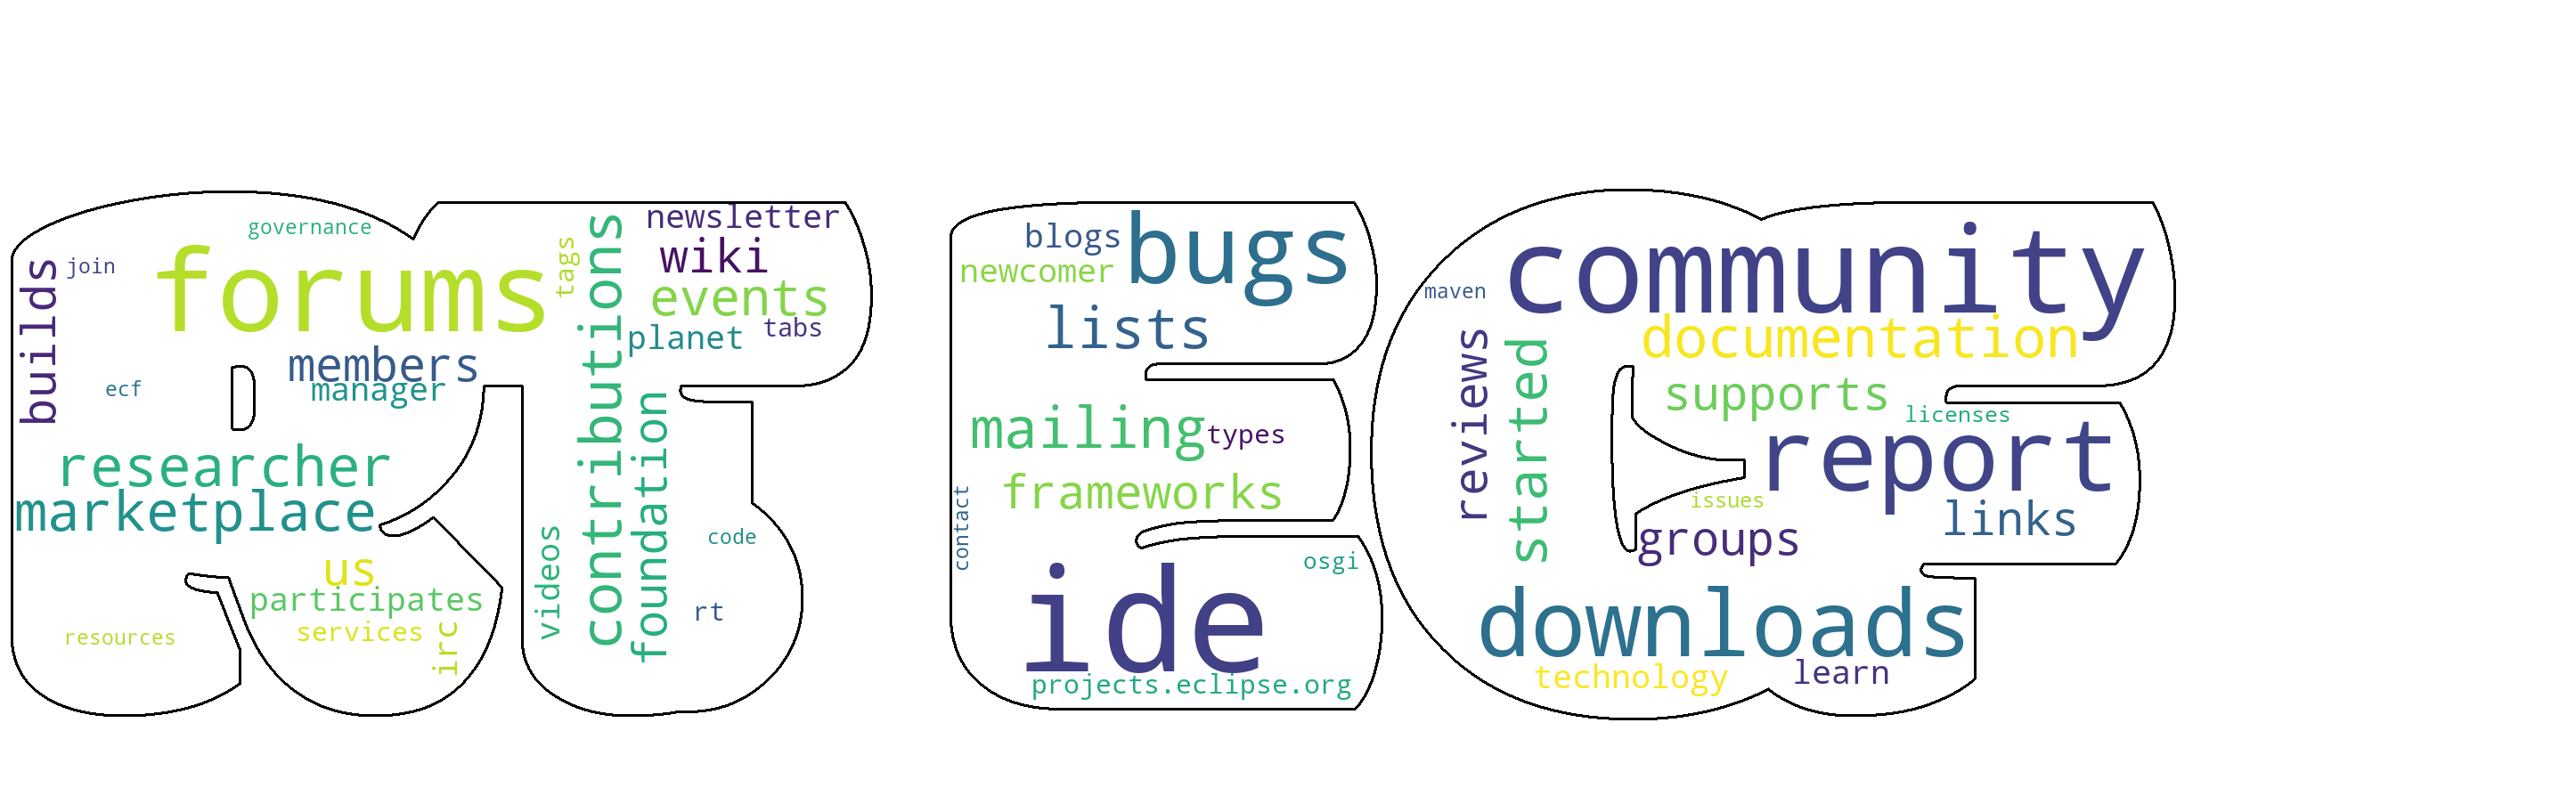 governance
forums
join
builds
members
manager
ecf
researcher
marketplace
us
participates
services
irc
resources
tags
contributions
newsletter
wiki
events
planet
tabs
foundation
videos
code
rt
blogs
bugs
newcomer
lists
mailing
types
frameworks
contact
ide
osgi
projects.eclipse.org
community
maven
documentation
reviews
started
supports
licenses
report
issues
links
groups
downloads
technology
learn